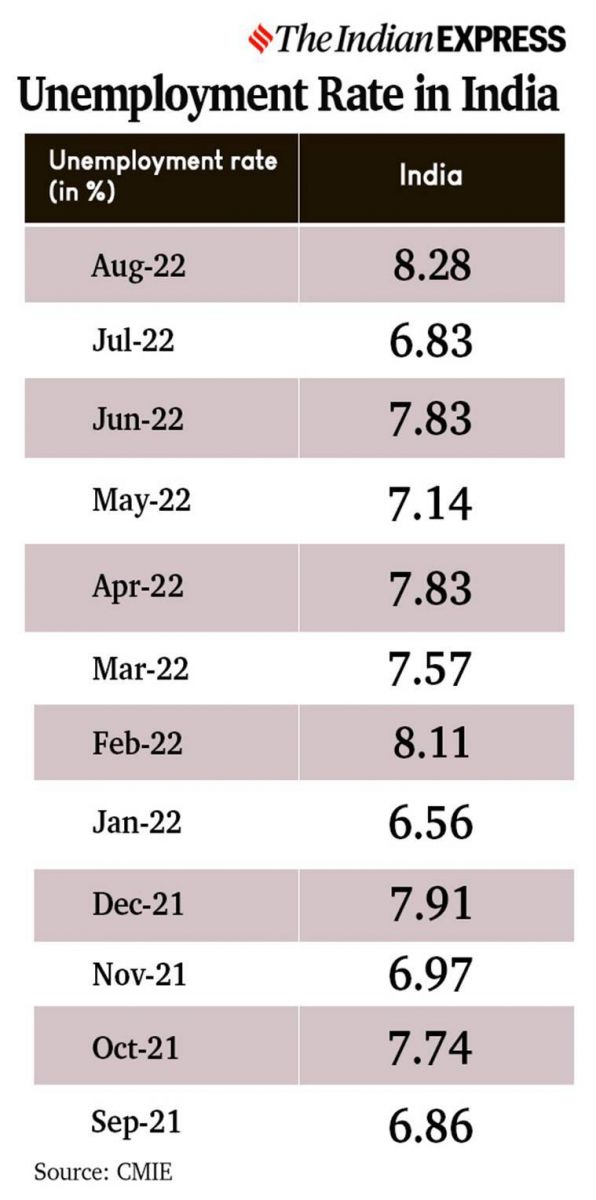 The Indian EXPRESS
Unemployment Rate in India
Unemployment rate
(in %)
India
Aug-22 8.28
Jul-22 6.83
Jun-22 7.83
May-22 7.14
Apr-22 7.83
Mar-22 7.57
Feb-22 8.11
Jan-22 6.56
Dec-21 7.91
Nov-21 6.97
Oct-21 7.74
Sep-21 6.86
Source: CMIE